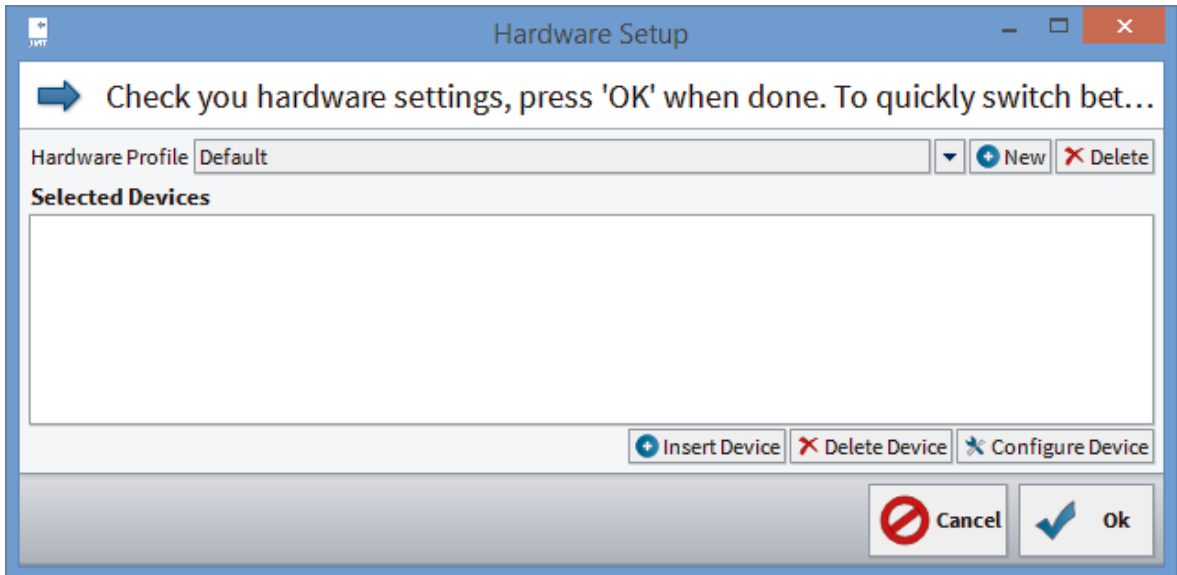 Hardware Setup
Check you hardware settings, press 'OK' when done. To quickly switch bet...
Hardware Profile Default New Delete
Selected Devices
Insert Device Delete Device Configure Device
Cancel Ok